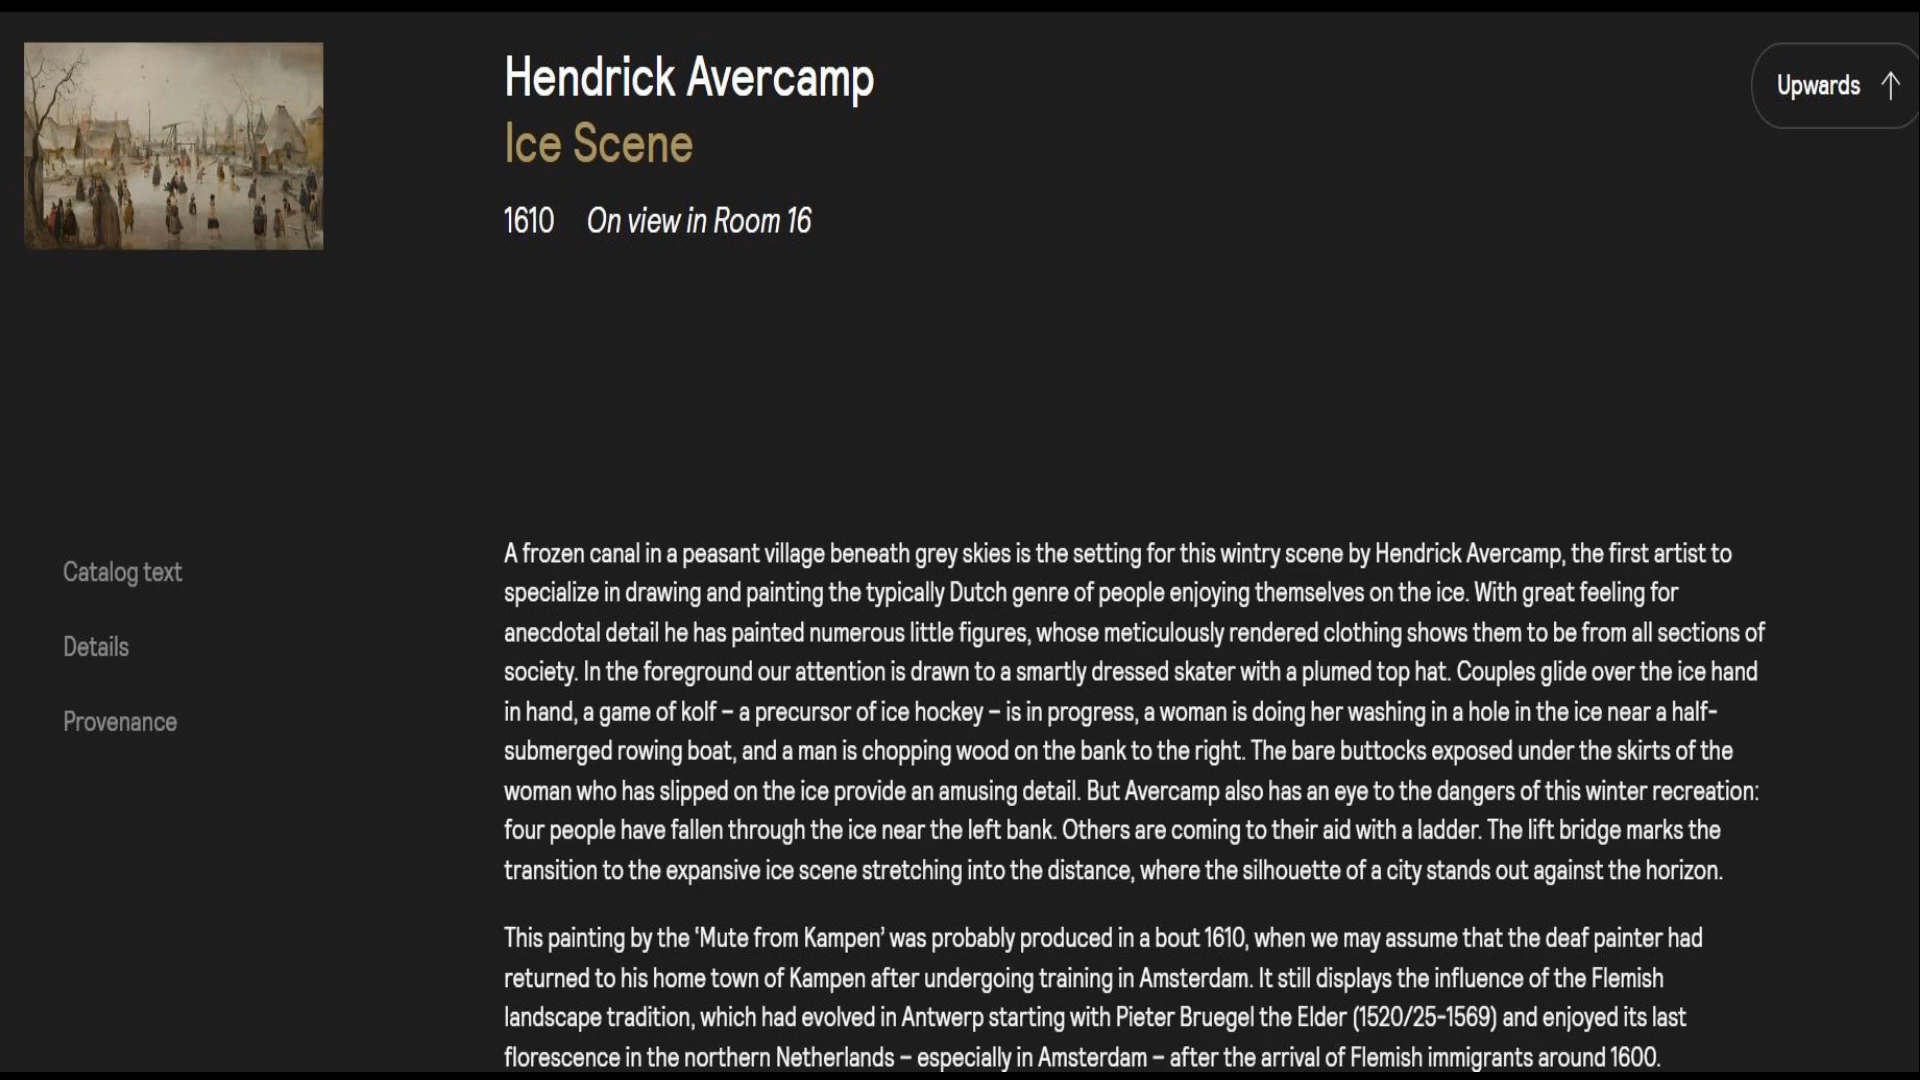 Hendrick Avercamp
Upwards ↑
Ice Scene
1610 On view in Room 16
Catalog text
Details
Provenance
A frozen canal in a peasant village beneath grey skies is the setting for this wintry scene by Hendrick Avercamp, the first artist to
specialize in drawing and painting the typically Dutch genre of people enjoying themselves on the ice. With great feeling for
anecdotal detail he has painted numerous little figures, whose meticulously rendered clothing shows them to be from all sections of
society. In the foreground our attention is drawn to a smartly dressed skater with a plumed top hat. Couples glide over the ice hand
in hand, a game of kolf – a precursor of ice hockey – is in progress, a woman is doing her washing in a hole in the ice near a half-
submerged rowing boat, and a man is chopping wood on the bank to the right. The bare buttocks exposed under the skirts of the
woman who has slipped on the ice provide an amusing detail. But Avercamp also has an eye to the dangers of this winter recreation:
four people have fallen through the ice near the left bank. Others are coming to their aid with a ladder. The lift bridge marks the
transition to the expansive ice scene stretching into the distance, where the silhouette of a city stands out against the horizon.
This painting by the ‘Mute from Kampen’ was probably produced in a bout 1610, when we may assume that the deaf painter had
returned to his home town of Kampen after undergoing training in Amsterdam. It still displays the influence of the Flemish
landscape tradition, which had evolved in Antwerp starting with Pieter Bruegel the Elder (1520/25-1569) and enjoyed its last
florescence in the northern Netherlands – especially in Amsterdam – after the arrival of Flemish immigrants around 1600.